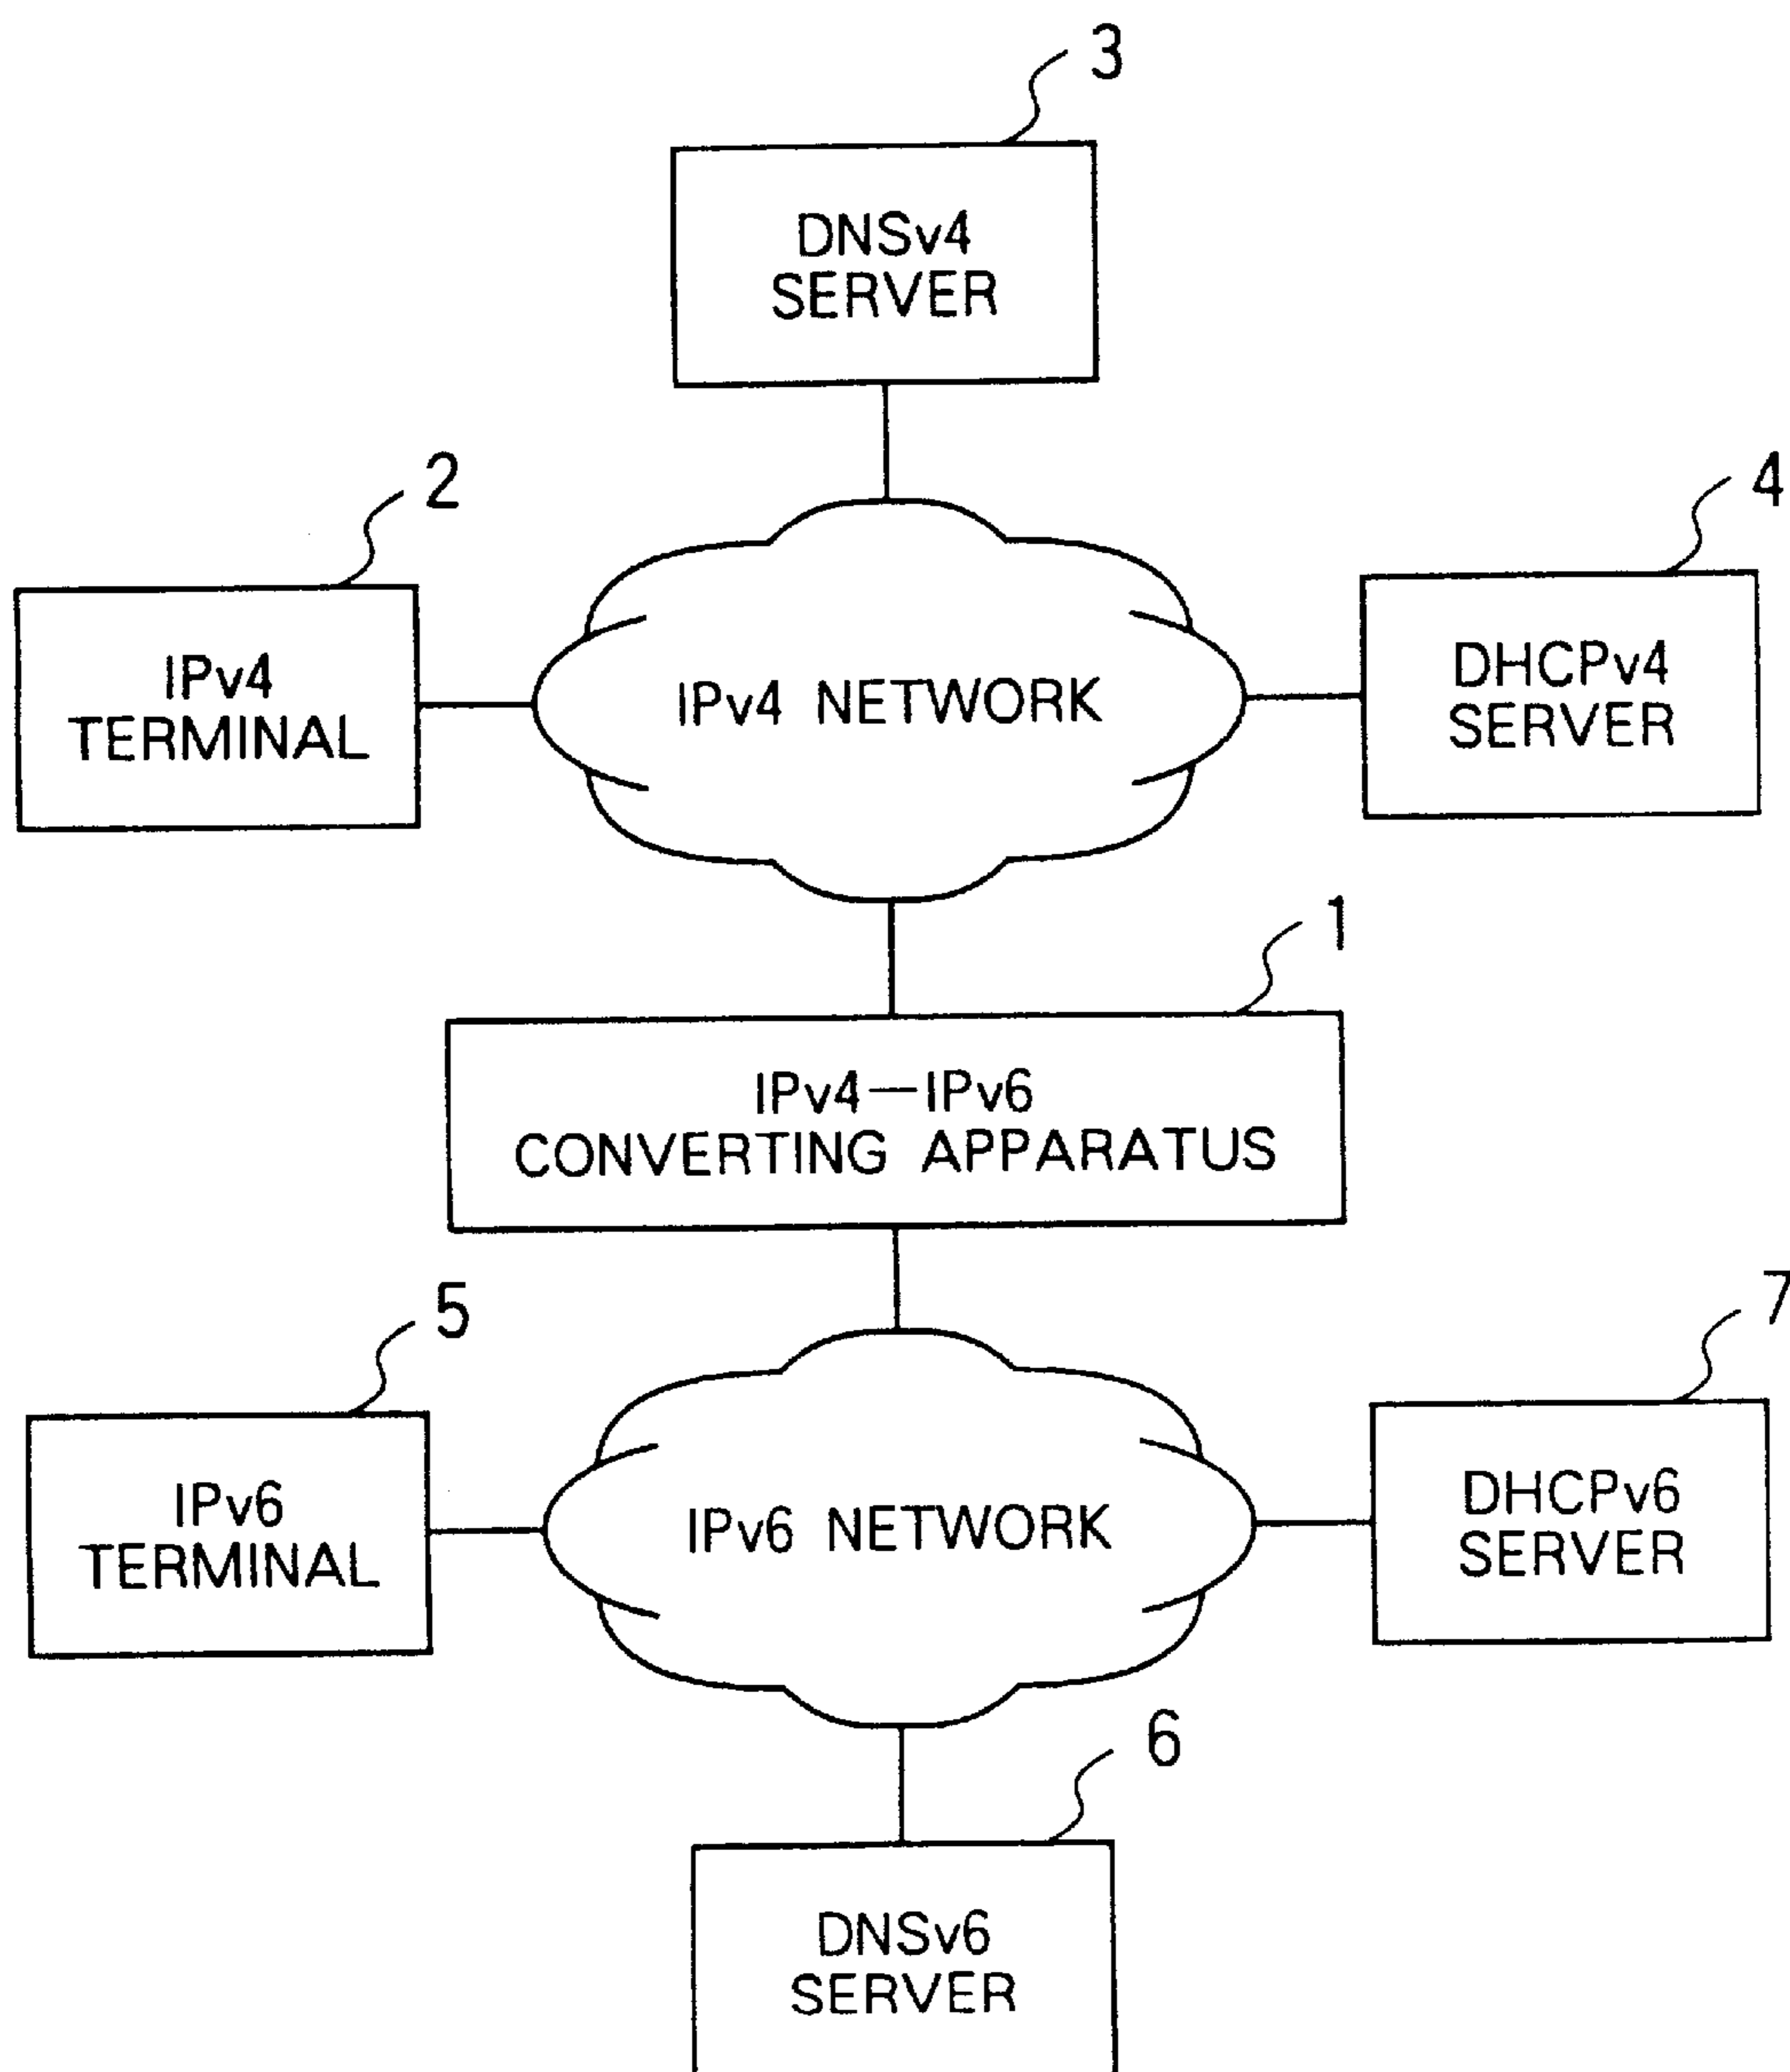 3
DNSv4
SERVER
2
4
IPv4
TERMINAL
IPv4 NETWORK
DHCPv4
SERVER
1
IPv4—IPv6
CONVERTING APPARATUS
5
7
IPv6
TERMINAL
IPv6 NETWORK
DHCPv6
SERVER
6
DNSv6
SERVER